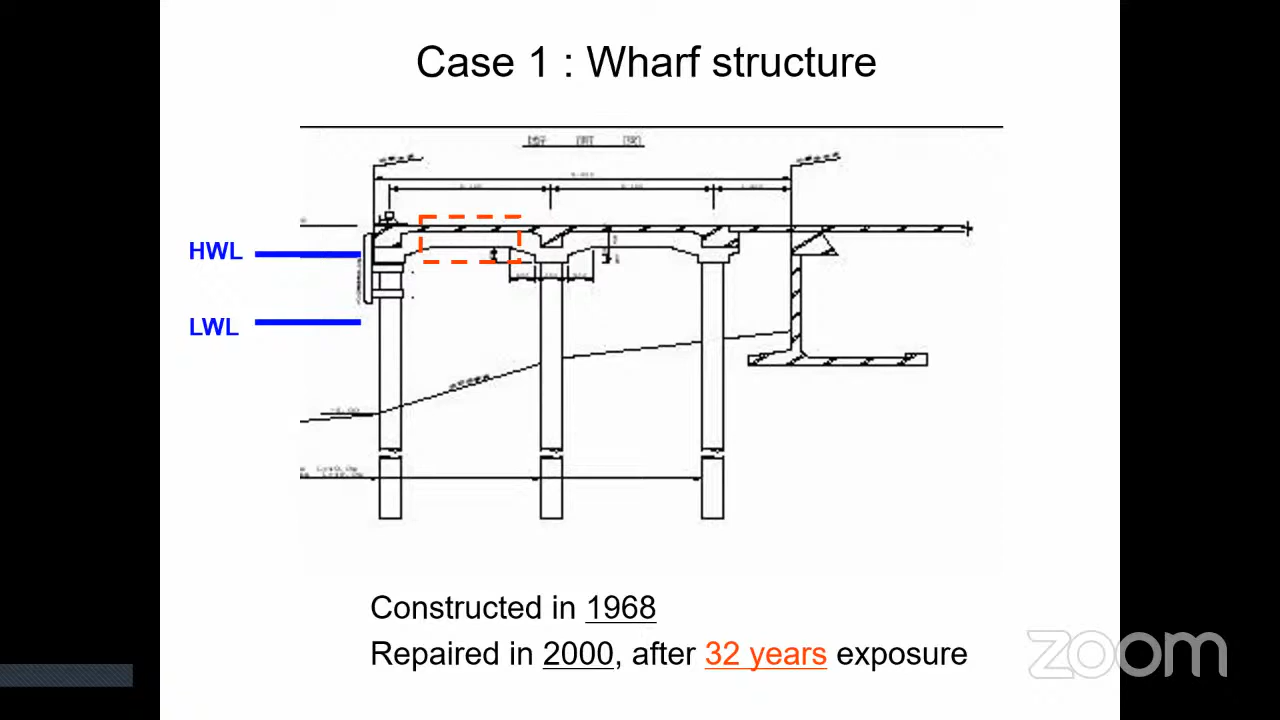 Case 1 : Wharf structure
HWL
LWL
Constructed in 1968
Repaired in 2000, after 32 years exposure
zoom